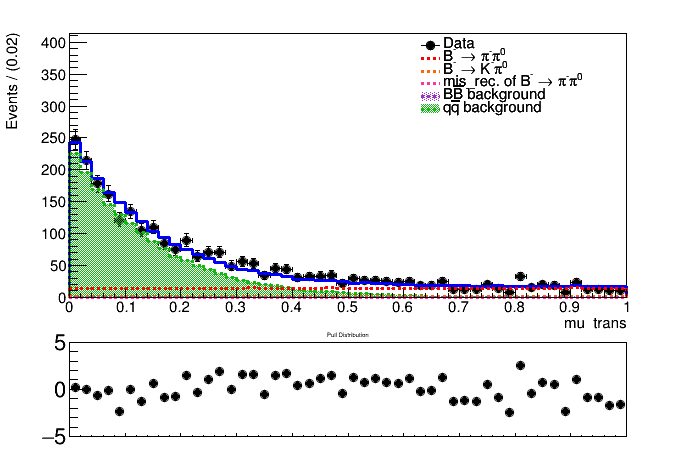 Events / (0.02)
400
350
300
250
200
150
100
50
0
Data
B⁻ → π⁻π⁰
B⁻ → K⁻π⁰
mis_rec. of B⁻ → π⁻π⁰
BB̅ background
qq̅ background
0 0.1 0.2 0.3 0.4 0.5 0.6 0.7 0.8 0.9 1
mu_trans
Pull Distribution
5
0
−5